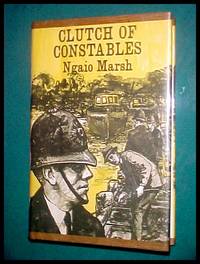 CLUTCH OF
CONSTABLES
Ngaio Marsh